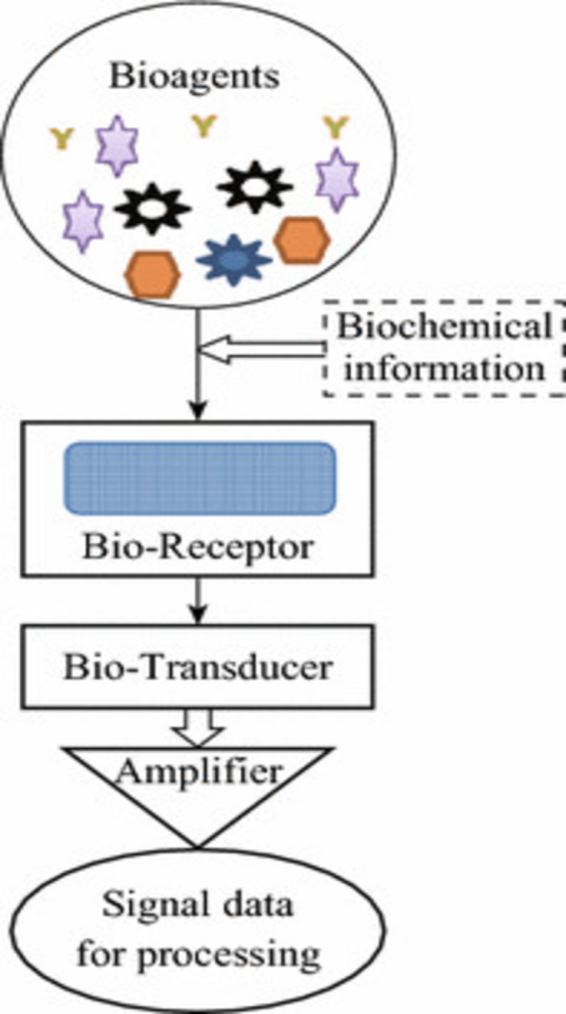 Bioagents
Biochemical
information
Bio-Receptor
Bio-Transducer
Amplifier
Signal data
for processing